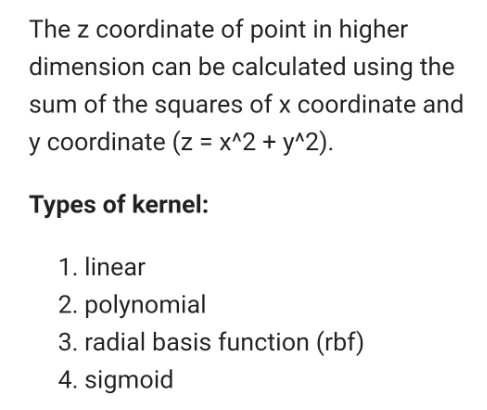 The z coordinate of point in higher
dimension can be calculated using the
sum of the squares of x coordinate and
y coordinate (z = x^2 + y^2).
Types of kernel:
1. linear
2. polynomial
3. radial basis function (rbf)
4. sigmoid